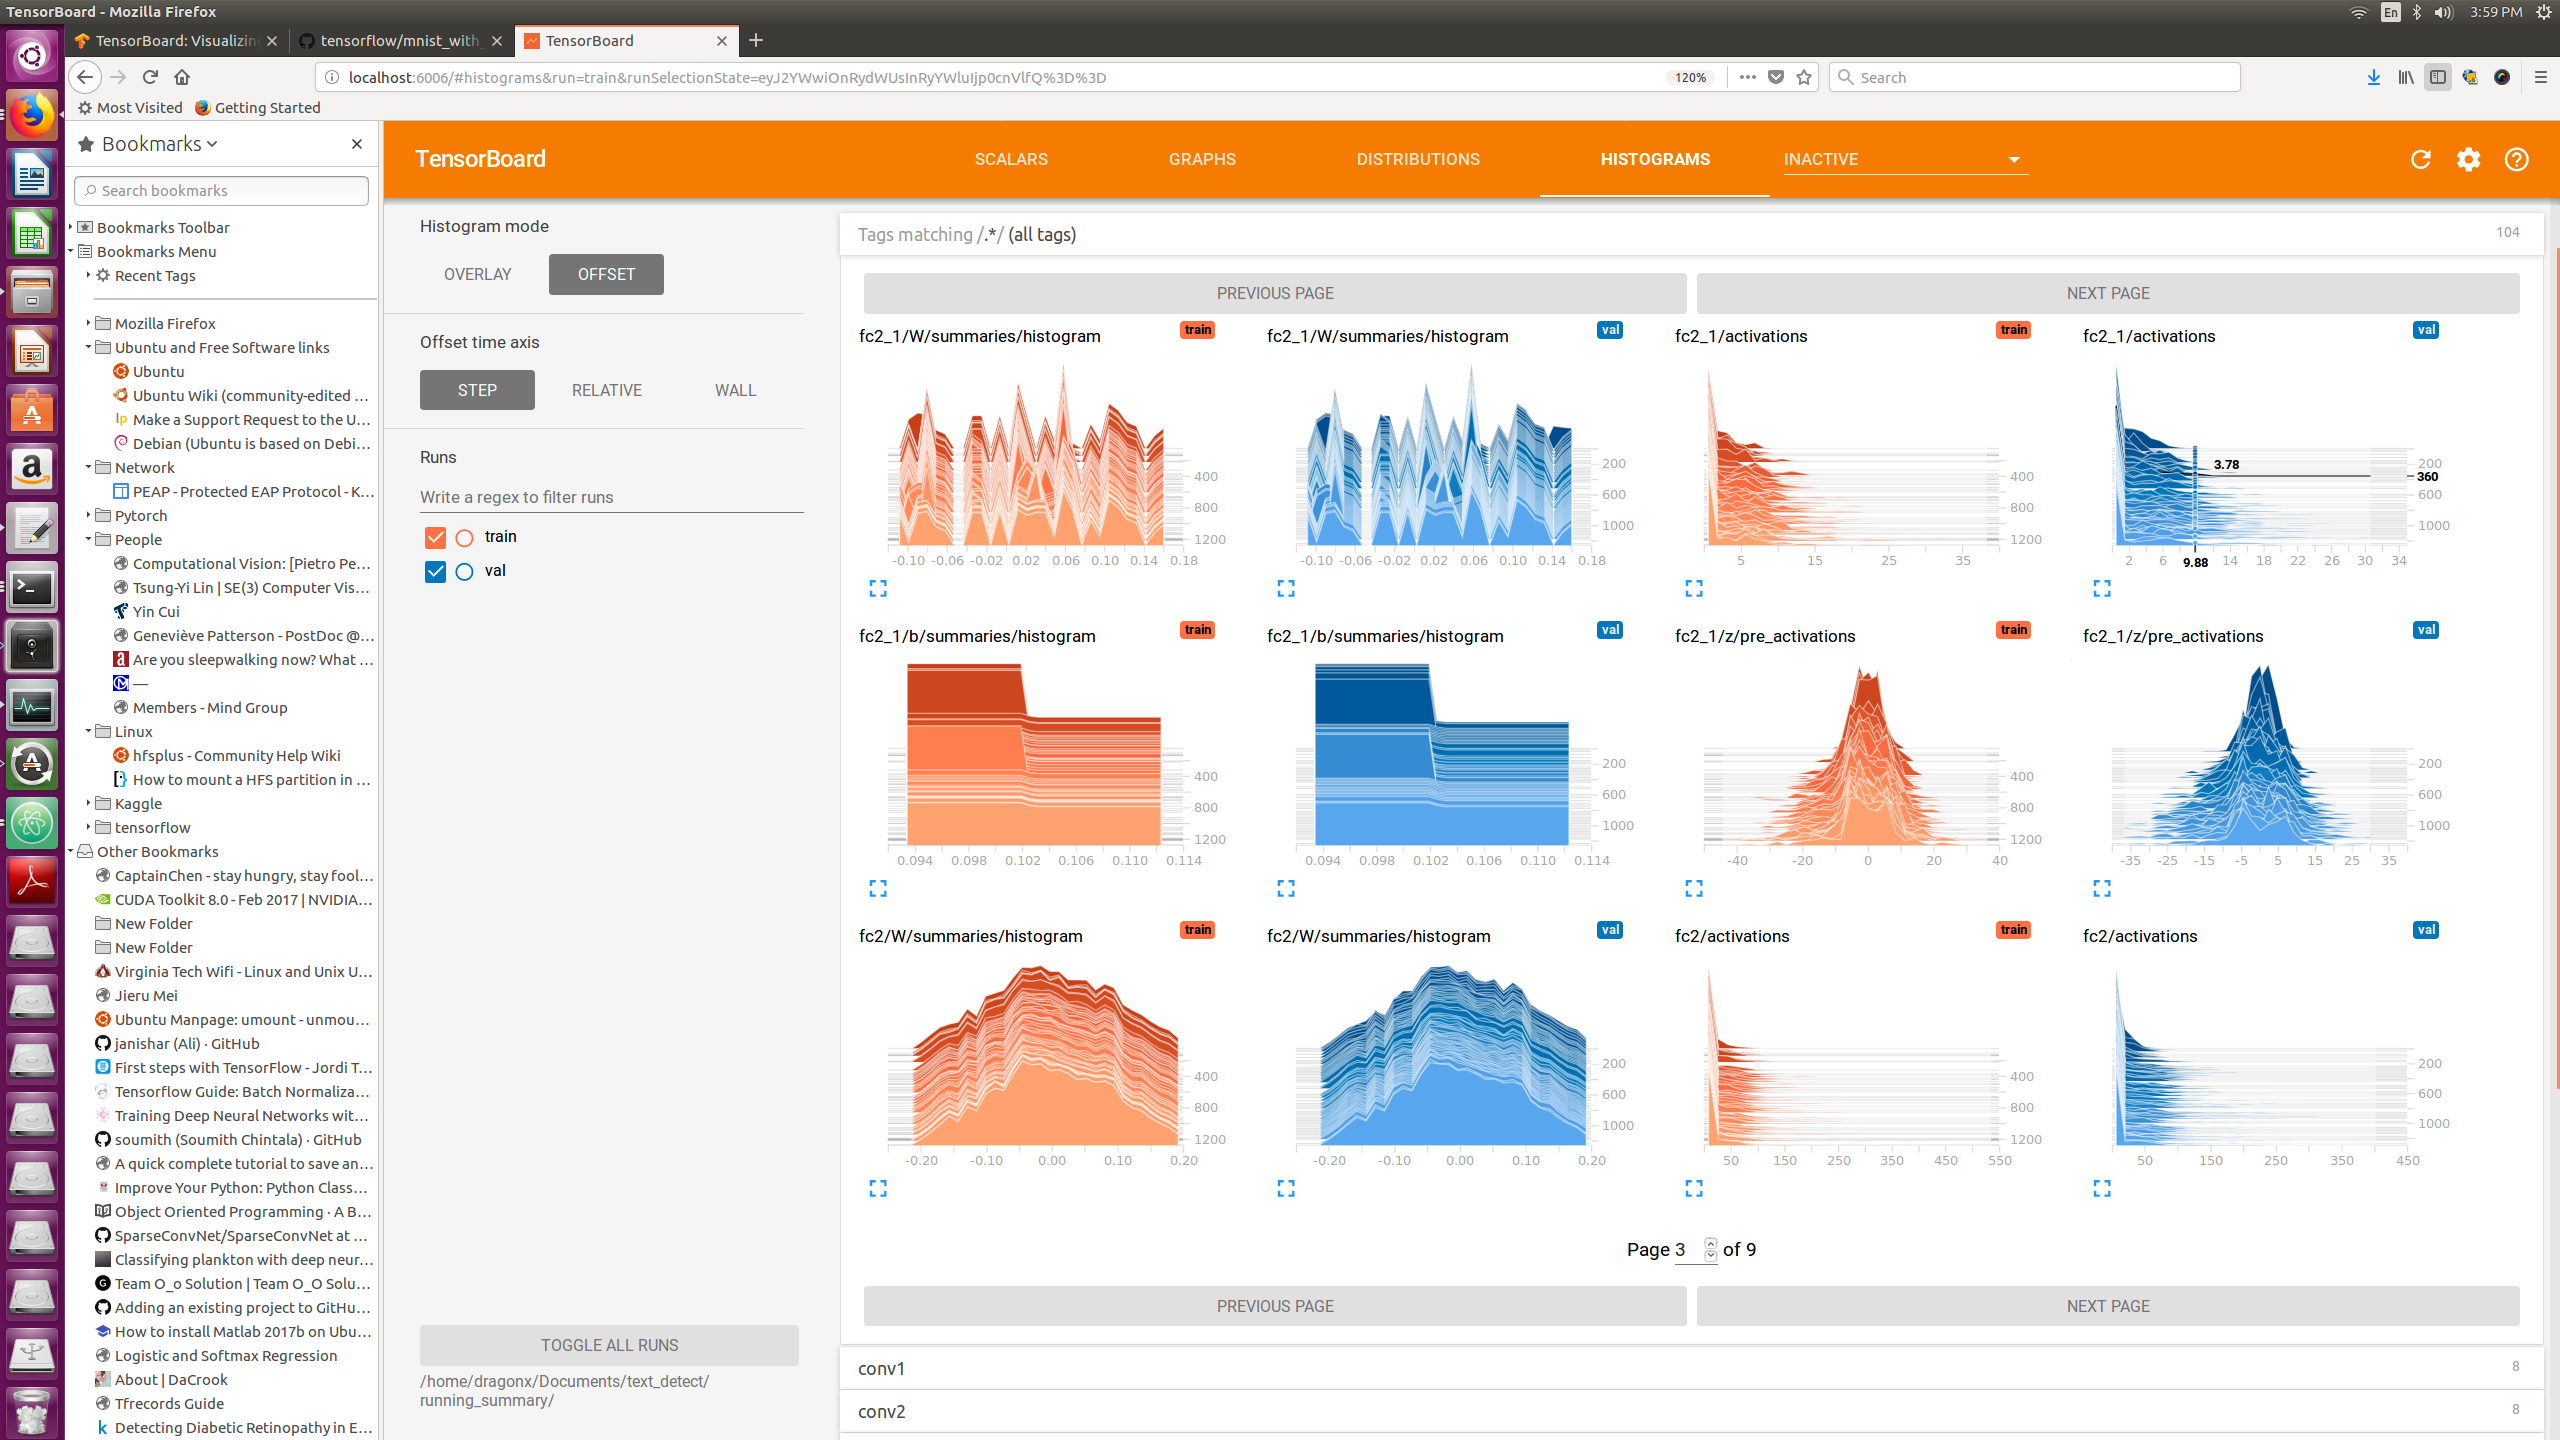 TensorBoard - Mozilla Firefox
En
3:59 PM
TensorBoard: Visualizing
tensorflow/mnist_with_
TensorBoard
localhost:6006/#histograms&run=train&runSelectionState=eyJ2YWwiOnRydWUsInRyYWluIjp0cnVlfQ%3D%3D
120%
Search
Most Visited
Getting Started
Bookmarks
Search bookmarks
Bookmarks Toolbar
Bookmarks Menu
Recent Tags
Mozilla Firefox
Ubuntu and Free Software links
Ubuntu
Ubuntu Wiki (community-edited …
Make a Support Request to the U…
Debian (Ubuntu is based on Debi…
Network
PEAP - Protected EAP Protocol - K…
Pytorch
People
Computational Vision: [Pietro Pe…
Tsung-Yi Lin | SE(3) Computer Vis…
Yin Cui
Geneviève Patterson - PostDoc @…
Are you sleepwalking now? What …
—
Members - Mind Group
Linux
hfsplus - Community Help Wiki
How to mount a HFS partition in …
Kaggle
tensorflow
Other Bookmarks
CaptainChen - stay hungry, stay fool…
CUDA Toolkit 8.0 - Feb 2017 | NVIDIA…
New Folder
New Folder
Virginia Tech Wifi - Linux and Unix U…
Jieru Mei
Ubuntu Manpage: umount - unmou…
janishar (Ali) · GitHub
First steps with TensorFlow - Jordi T…
Tensorflow Guide: Batch Normaliza…
Training Deep Neural Networks wit…
soumith (Soumith Chintala) · GitHub
A quick complete tutorial to save an…
Improve Your Python: Python Class…
Object Oriented Programming · A B…
SparseConvNet/SparseConvNet at …
Classifying plankton with deep neur…
Team O_o Solution | Team O_O Solu…
Adding an existing project to GitHu…
How to install Matlab 2017b on Ubu…
Logistic and Softmax Regression
About | DaCrook
Tfrecords Guide
Detecting Diabetic Retinopathy in E…
TensorBoard
SCALARS
GRAPHS
DISTRIBUTIONS
HISTOGRAMS
INACTIVE
Histogram mode
OVERLAY
OFFSET
Offset time axis
STEP
RELATIVE
WALL
Runs
Write a regex to filter runs
train
val
TOGGLE ALL RUNS
/home/dragonx/Documents/text_detect/
running_summary/
Tags matching /.*/ (all tags)
104
PREVIOUS PAGE
NEXT PAGE
fc2_1/W/summaries/histogram
train
400
800
1200
-0.10 -0.06 -0.02 0.02 0.06 0.10 0.14 0.18
fc2_1/W/summaries/histogram
val
200
600
1000
-0.10 -0.06 -0.02 0.02 0.06 0.10 0.14 0.18
fc2_1/activations
train
400
800
1200
5 15 25 35
fc2_1/activations
val
3.78
200
360
600
1000
2 6 9.88 14 18 22 26 30 34
fc2_1/b/summaries/histogram
train
400
800
1200
0.094 0.098 0.102 0.106 0.110 0.114
fc2_1/b/summaries/histogram
val
200
600
1000
0.094 0.098 0.102 0.106 0.110 0.114
fc2_1/z/pre_activations
train
400
800
1200
-40 -20 0 20 40
fc2_1/z/pre_activations
val
200
600
1000
-35 -25 -15 -5 5 15 25 35
fc2/W/summaries/histogram
train
400
800
1200
-0.20 -0.10 0.00 0.10 0.20
fc2/W/summaries/histogram
val
200
600
1000
-0.20 -0.10 0.00 0.10 0.20
fc2/activations
train
400
800
1200
50 150 250 350 450 550
fc2/activations
val
200
600
1000
50 150 250 350 450
Page 3 of 9
PREVIOUS PAGE
NEXT PAGE
conv1
8
conv2
8